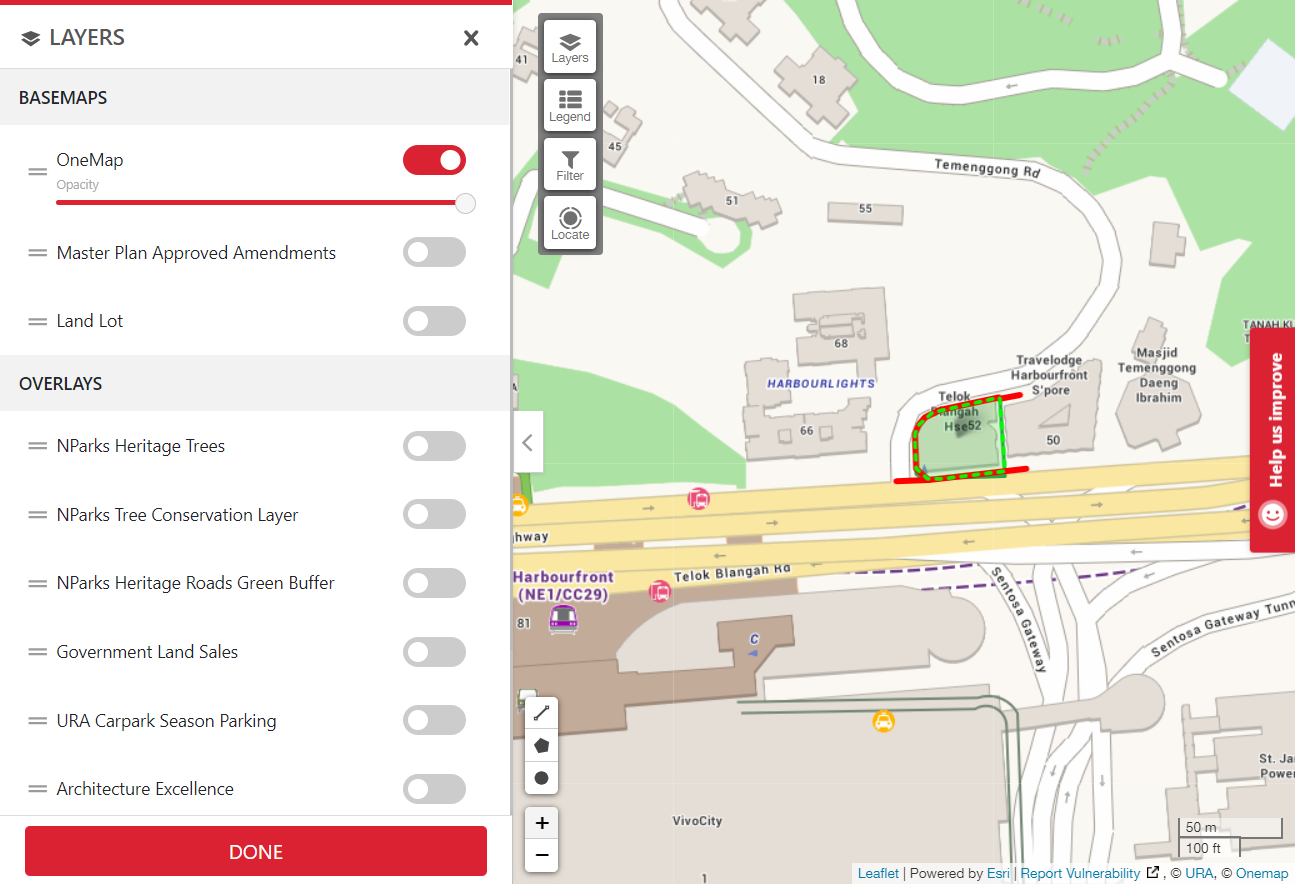 LAYERS
BASEMAPS
OneMap
Opacity
Master Plan Approved Amendments
Land Lot
OVERLAYS
NParks Heritage Trees
NParks Tree Conservation Layer
NParks Heritage Roads Green Buffer
Government Land Sales
URA Carpark Season Parking
Architecture Excellence
DONE
Layers
Legend
Filter
Locate
41
18
45
51
55
Temenggong Rd
68
HARBOURLIGHTS
66
Travelodge
Harbourfront
S'pore
50
Telok
Blangah
Hse52
Masjid
Temenggong
Daeng
Ibrahim
TANAH KU
Help us improve
hway
Harbourfront
(NE1/CC29)
81
Telok Blangah Rd
C
Sentosa Gateway
Sentosa Gateway Tunn
St. Ja
Power
VivoCity
1
+
−
50 m
100 ft
Leaflet | Powered by Esri | Report Vulnerability , © URA, © Onemap